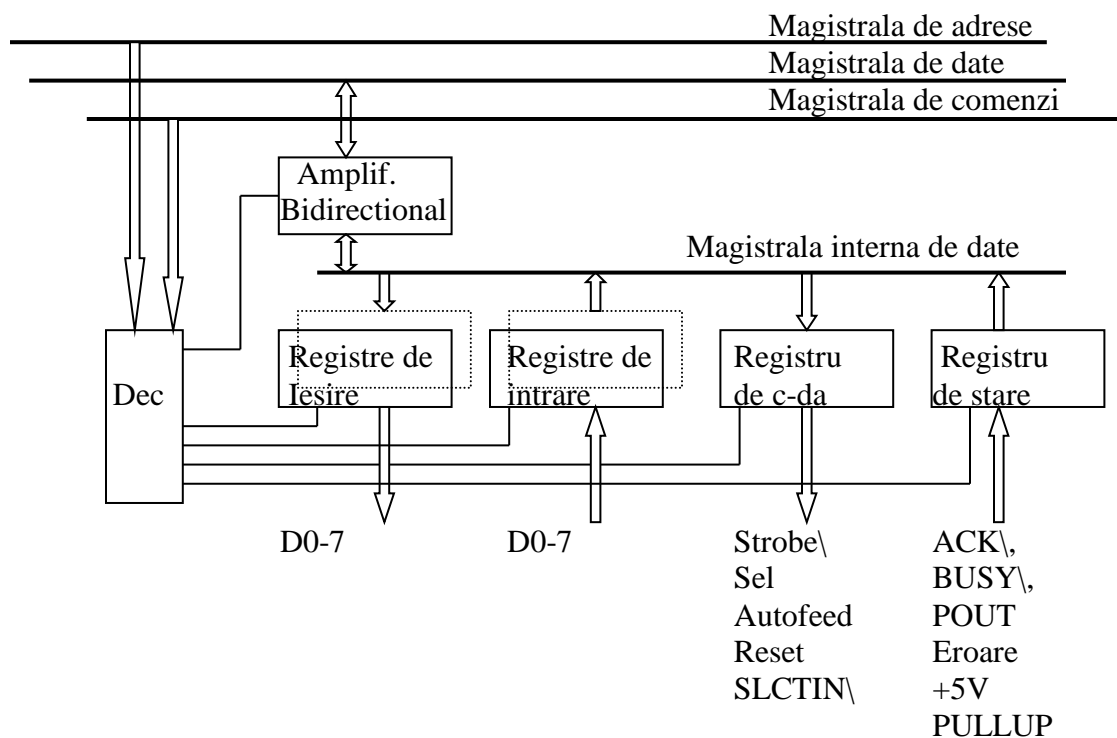 Magistrala de adrese
Magistrala de date
Magistrala de comenzi
Amplif.
Bidirectional
Magistrala interna de date
Dec
Registre de
Iesire
Registre de
intrare
Registru
de c-da
Registru
de stare
D0-7
D0-7
Strobe\
Sel
Autofeed
Reset
SLCTIN\
ACK\,
BUSY\,
POUT
Eroare
+5V
PULLUP